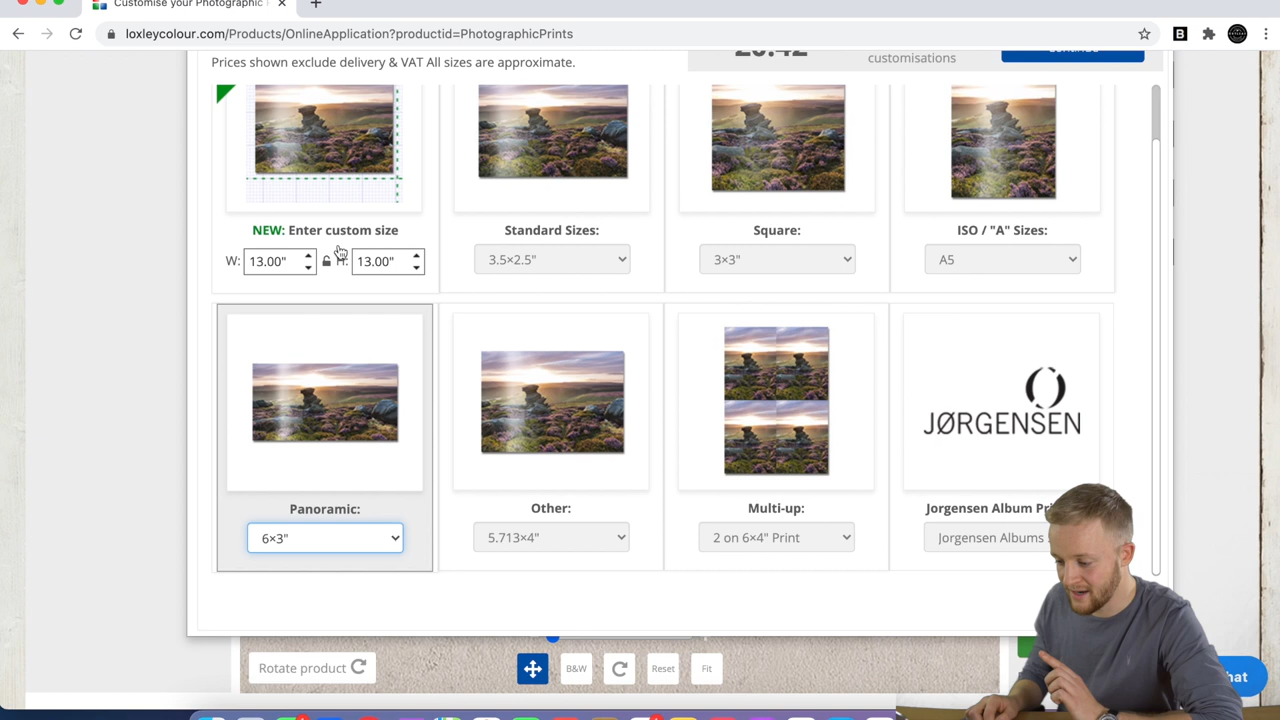 Customise your Photographic
loxleycolour.com/Products/OnlineApplication?productid=PhotographicPrints
B
Prices shown exclude delivery & VAT All sizes are approximate.
customisations
NEW: Enter custom size
W: 13.00" 13.00"
Standard Sizes:
3.5×2.5"
Square:
3×3"
ISO / "A" Sizes:
A5
JØRGENSEN
Panoramic:
6×3"
Other:
5.713×4"
Multi-up:
2 on 6×4" Print
Jorgensen Album
Jorgensen Albums
Rotate product
B&W
Reset
Fit
hat